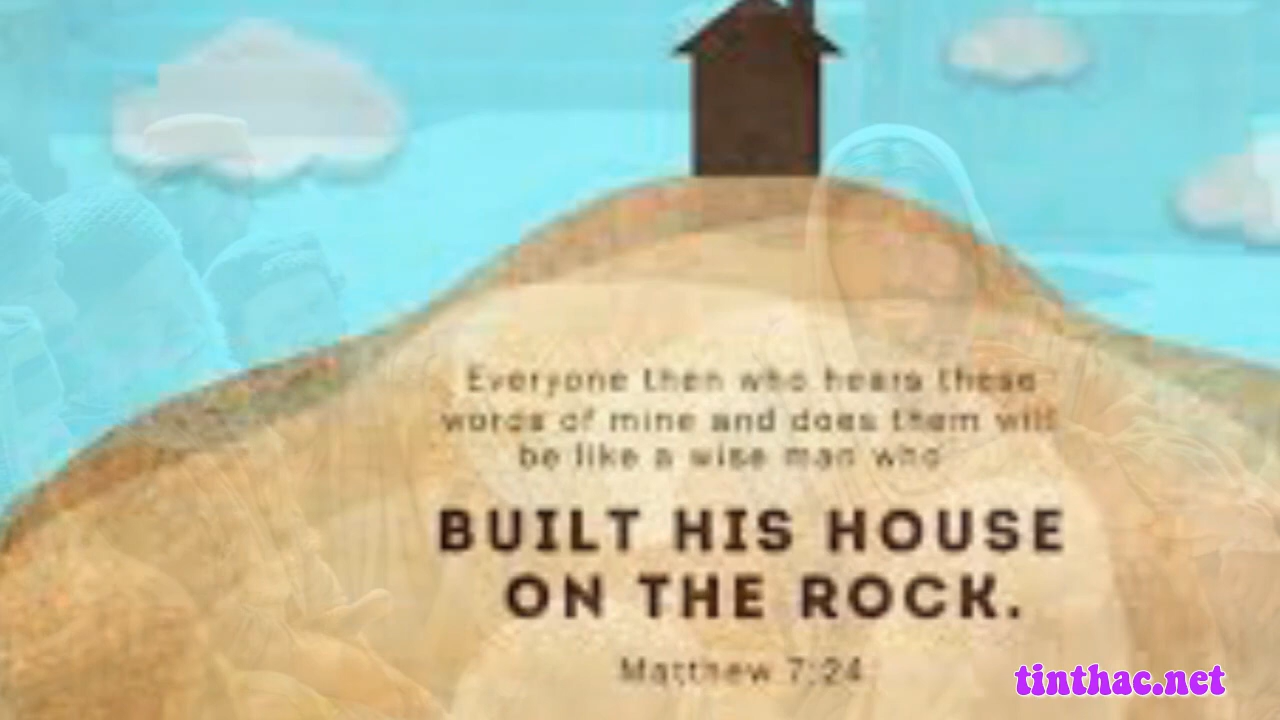 Everyone then who hears these
words of mine and does them will
be like a wise man who
BUILT HIS HOUSE
ON THE ROCK.
Matthew 7:24
tinthac.net